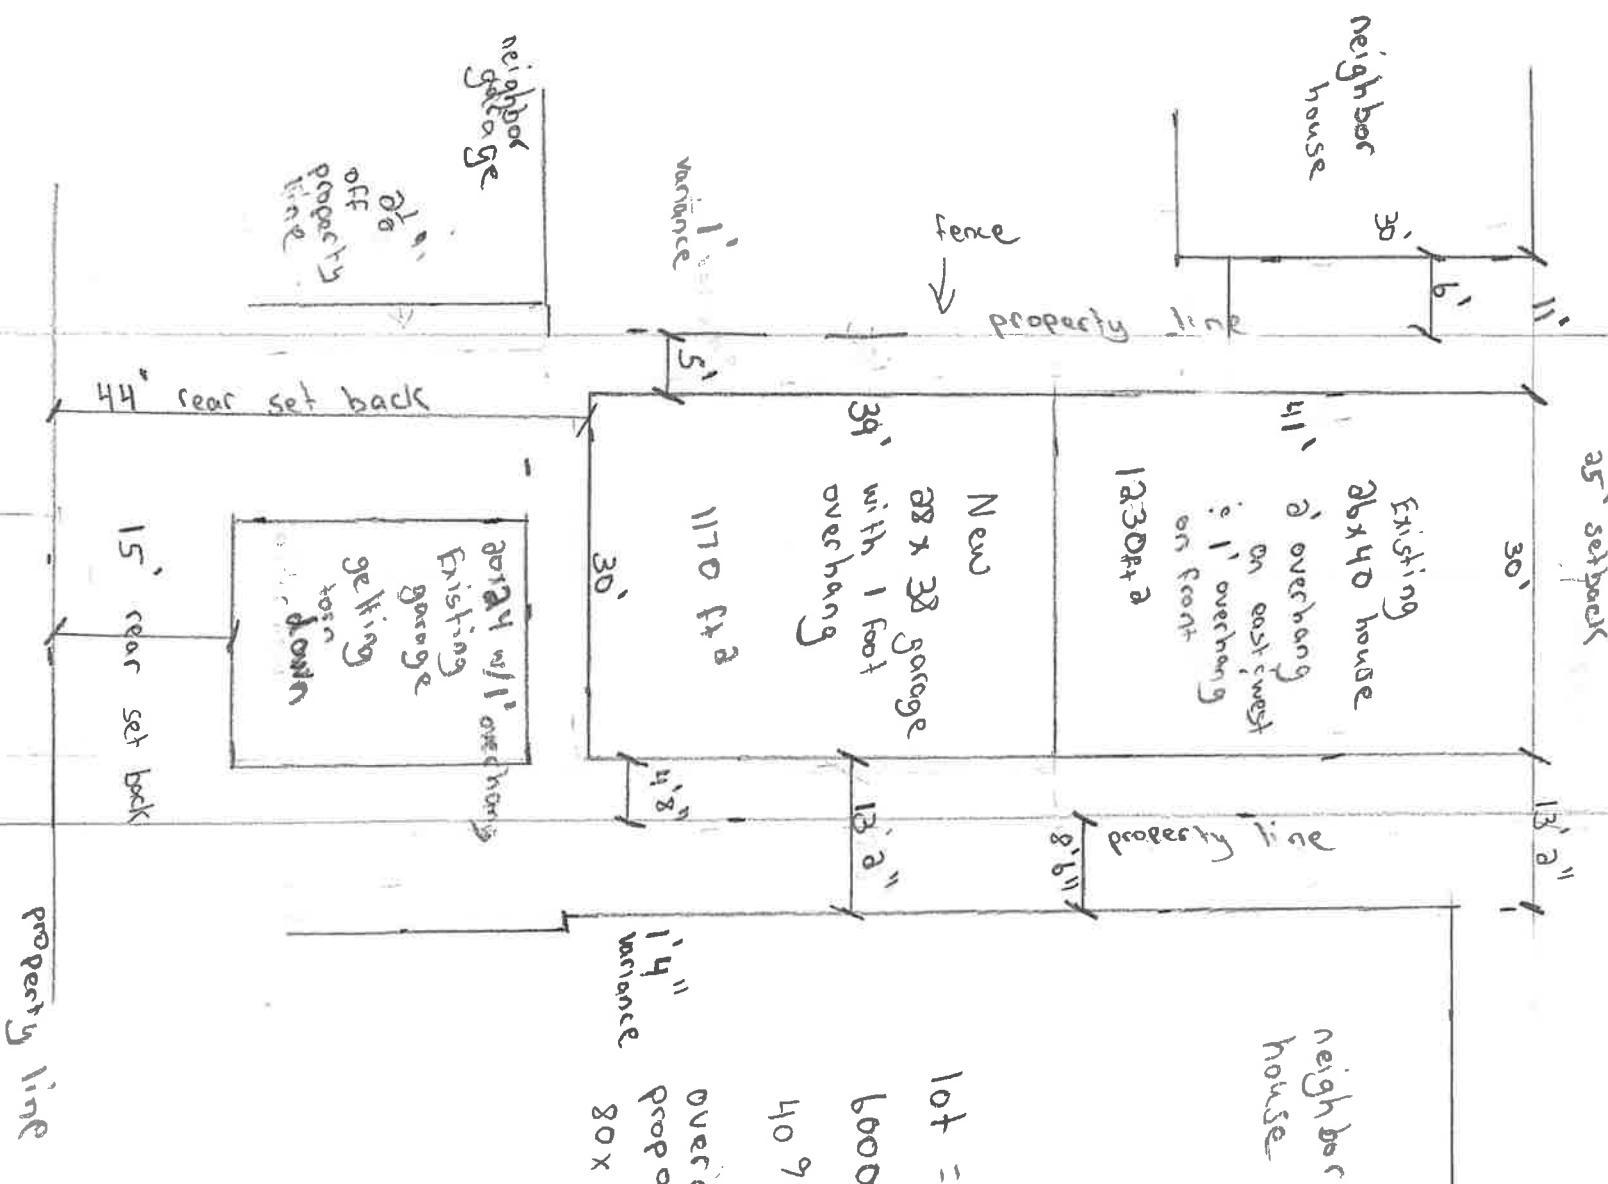 neighbor
house
30'
6'
11'
fence
property line
variance
1'
neighbor
garage
2'6"
off
property
line
5'
44' rear set back
25' setback
30'
41'
Existing
26x40 house
2' overhang
on east & west
& 1' overhang
on front
1230ft2
39'
New
28 x 38 garage
with 1 foot
overhang
1170 ft2
30'
20x24 w/1' overhang
Existing
garage
getting
torn
down
15' rear set back
4'8"
13' 2"
8'6"
13' 2"
property line
1'4"
variance
neighbor
house
lot =
6000
40 %
propo
80 x
property line